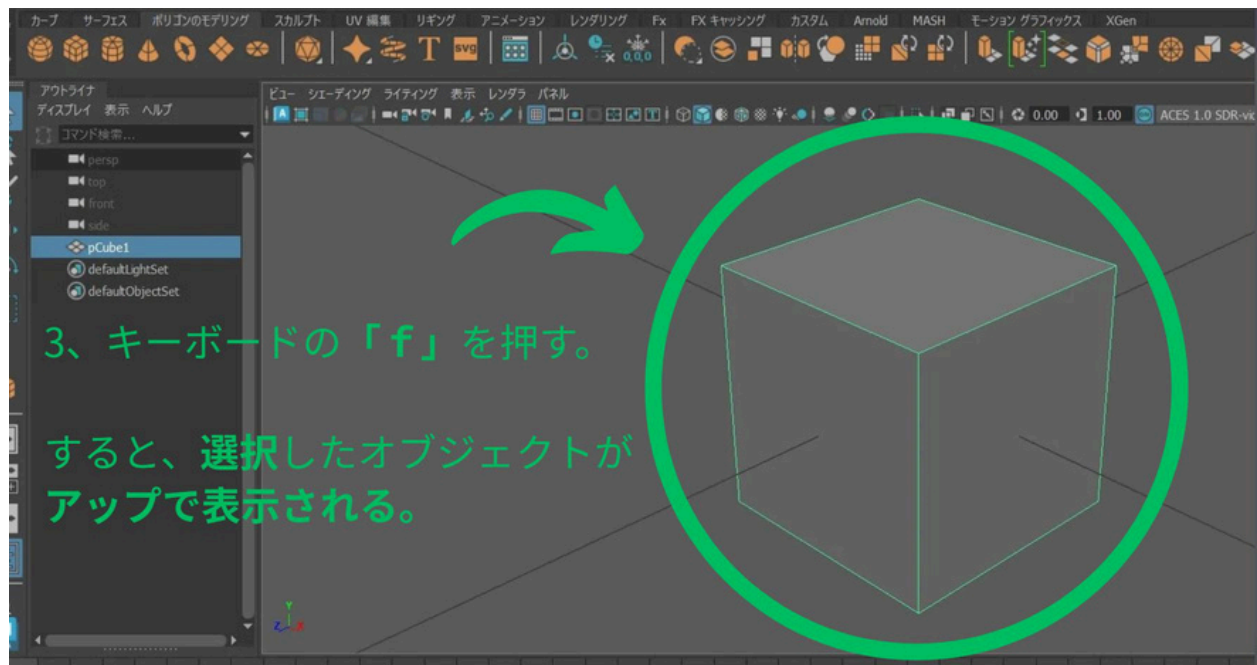 カーブ サーフェス ポリゴンのモデリング スカルプト UV 編集 リギング アニメーション レンダリング Fx FX キャッシング カスタム Arnold MASH モーション グラフィックス XGen
T svg 0,0,0
アウトライナ
ディスプレイ 表示 ヘルプ
コマンド検索...
persp
top
front
side
pCube1
defaultLightSet
defaultObjectSet
ビュー シェーディング ライティング 表示 レンダラ パネル
0.00 1.00 ACES 1.0 SDR-vi
3、キーボードの「f」を押す。
すると、選択したオブジェクトが
アップで表示される。
Y
Z X